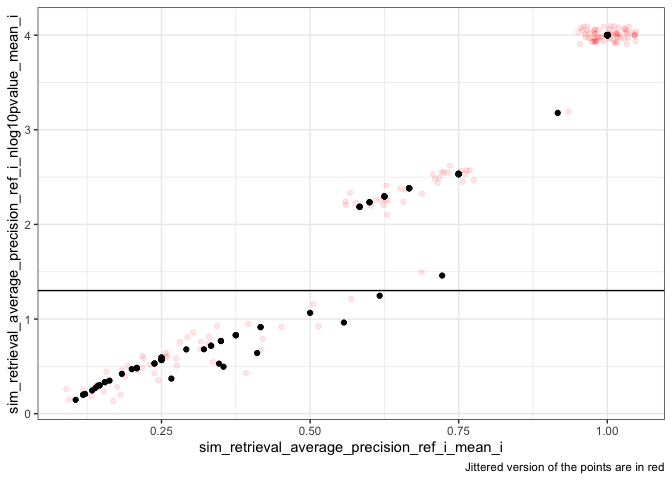 sim_retrieval_average_precision_ref_i_nlog10pvalue_mean_i
4
3
2
1
0
0.25 0.50 0.75 1.00
sim_retrieval_average_precision_ref_i_mean_i
Jittered version of the points are in red